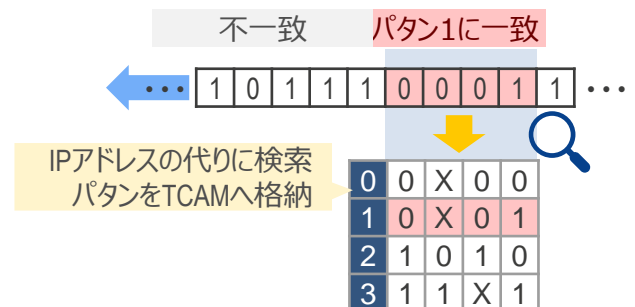 不一致 パタン1に一致
･･･ 1 0 1 1 1 0 0 0 1 1 ･･･
IPアドレスの代りに検索
パタンをTCAMへ格納
0 0 X 0 0
1 0 X 0 1
2 1 0 1 0
3 1 1 X 1